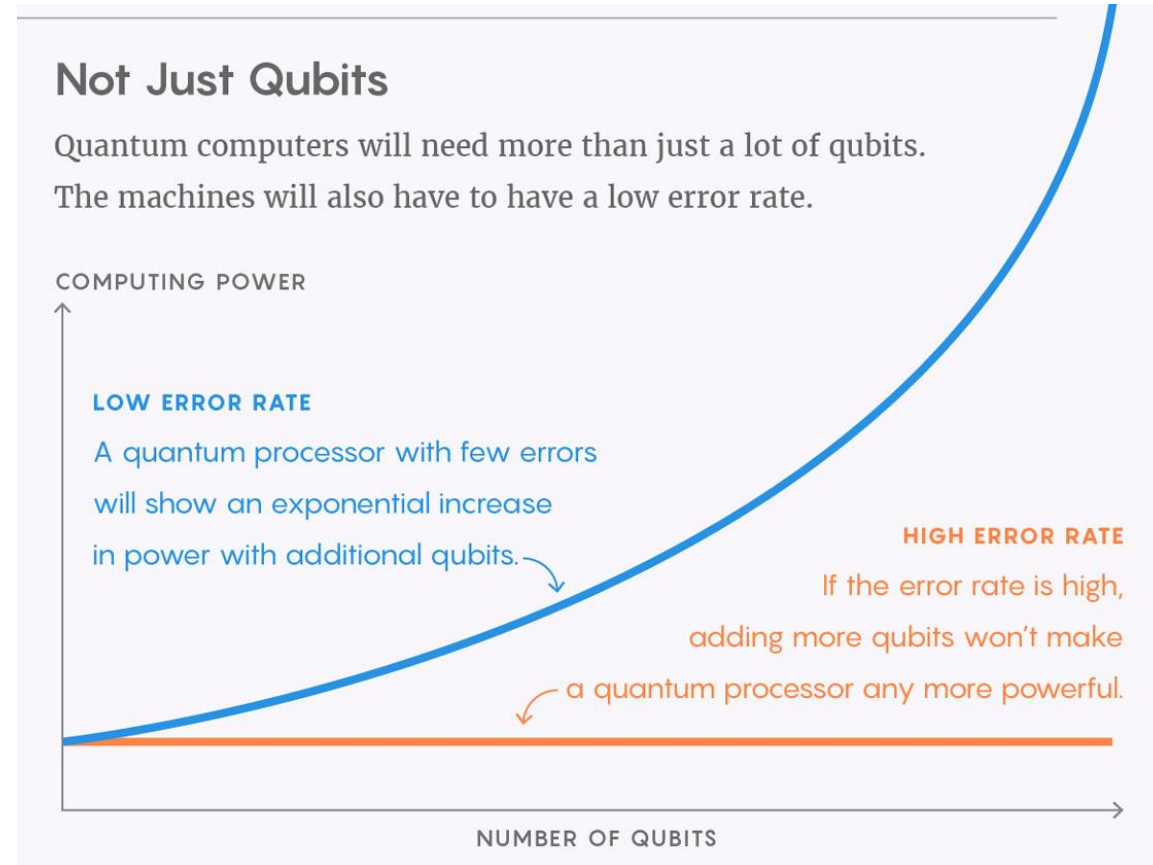 Not Just Qubits
Quantum computers will need more than just a lot of qubits.
The machines will also have to have a low error rate.
COMPUTING POWER
LOW ERROR RATE
A quantum processor with few errors
will show an exponential increase
in power with additional qubits.
HIGH ERROR RATE
If the error rate is high,
adding more qubits won’t make
a quantum processor any more powerful.
NUMBER OF QUBITS